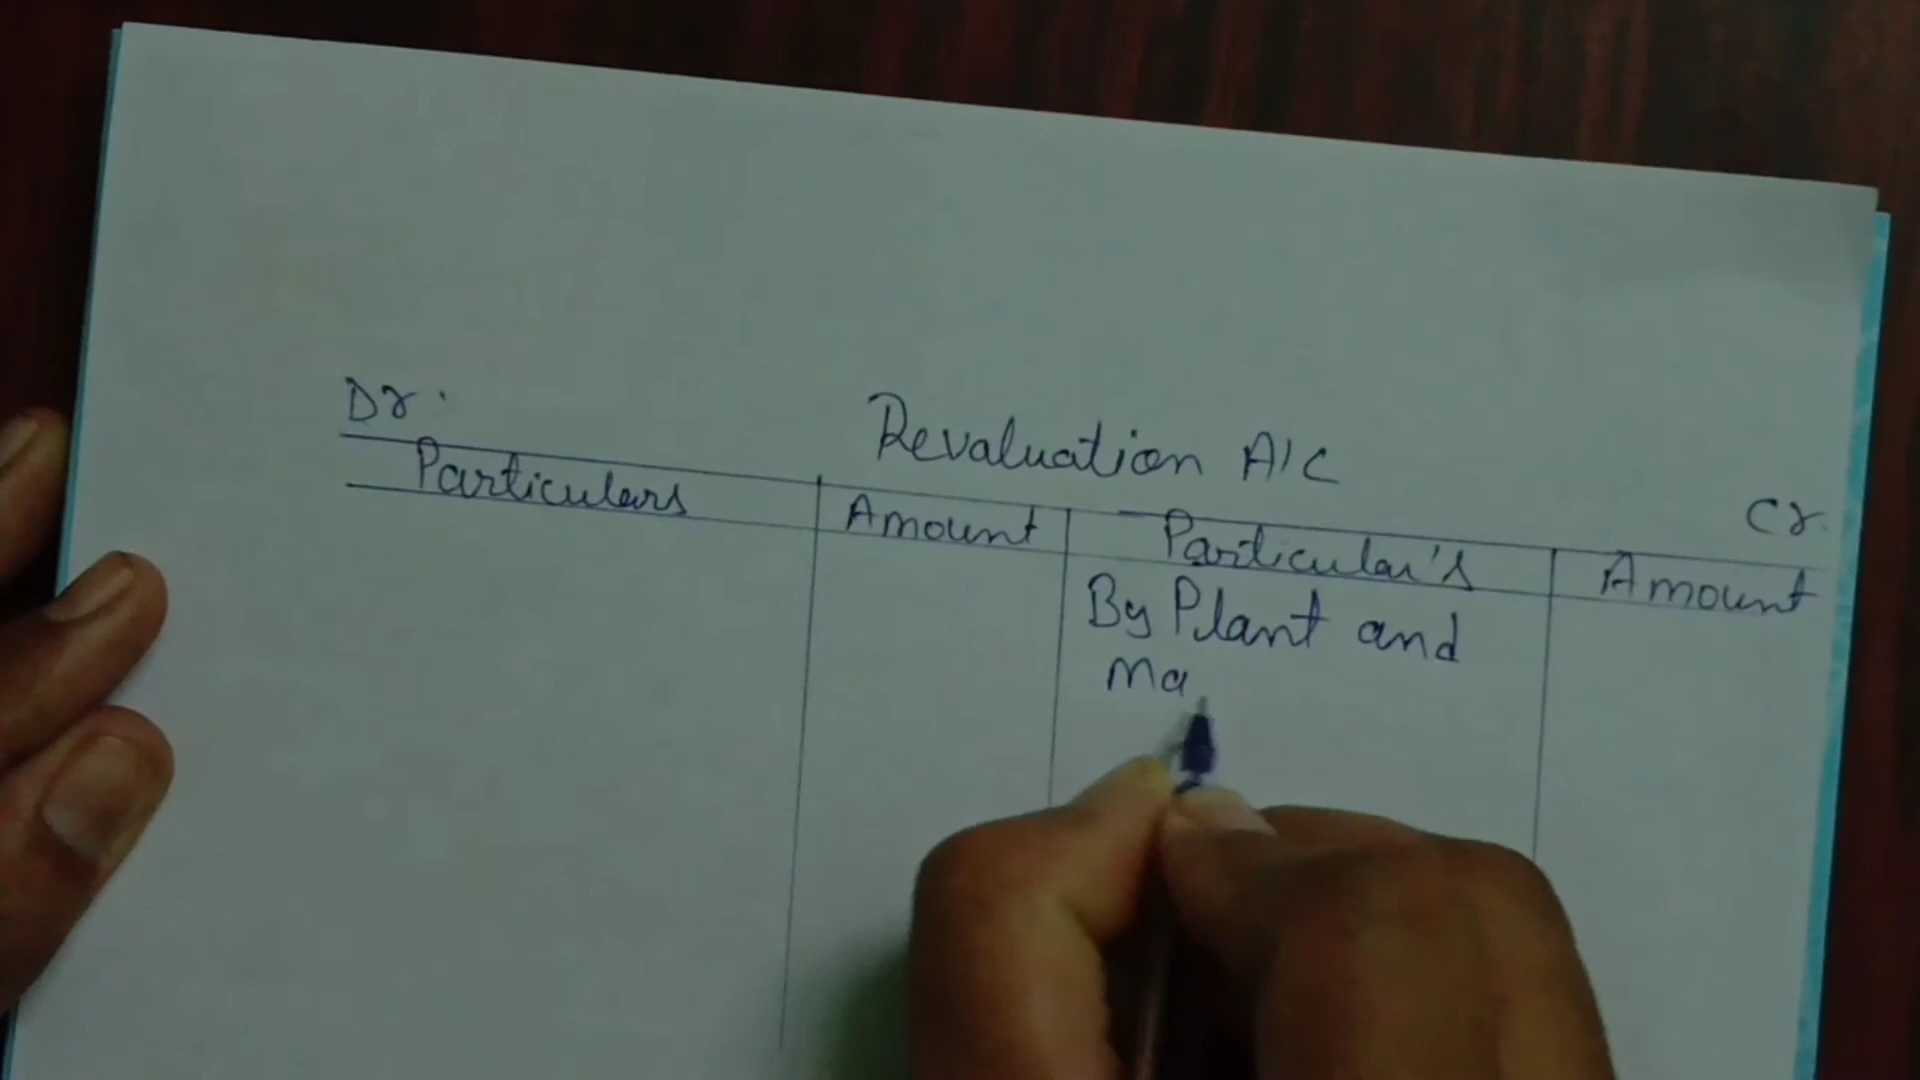 Dr.
Revaluation A/C
Cr.
Particulars Amount Particular's Amount
By Plant and
Ma